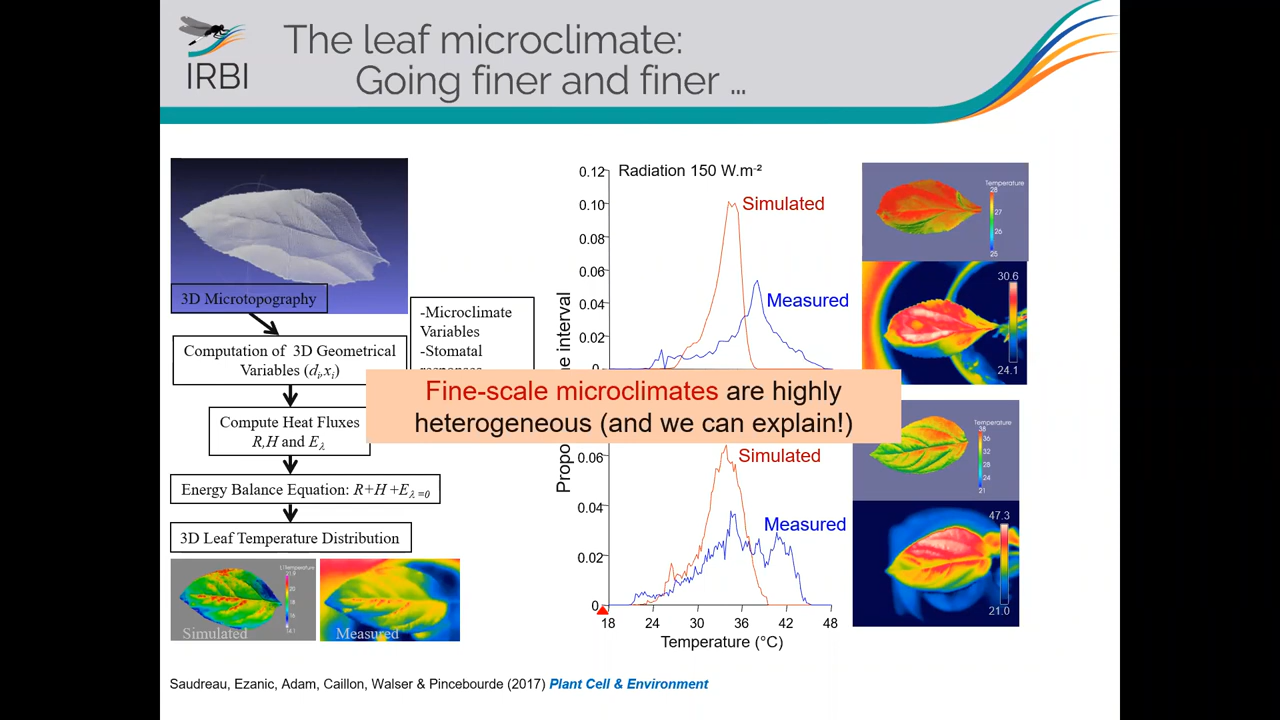 IRBI
The leaf microclimate:
Going finer and finer ...
3D Microtopography
-Microclimate
Variables
-Stomatal
Computation of 3D Geometrical
Variables (di,xi)
Compute Heat Fluxes
R,H and Eλ
Energy Balance Equation: R+H+Eλ =0
3D Leaf Temperature Distribution
Simulated
Measured
Radiation 150 W.m-²
0.12
0.10
0.08
0.06
0.04
0.02
0
Simulated
Measured
Fine-scale microclimates are highly
heterogeneous (and we can explain!)
0.06
0.04
0.02
0
Simulated
Measured
18 24 30 36 42 48
Temperature (°C)
Temperature
28
27
26
25
30.6
24.1
Temperature
38
36
32
28
24
21
47.3
21.0
Saudreau, Ezanic, Adam, Caillon, Walser & Pincebourde (2017) Plant Cell & Environment